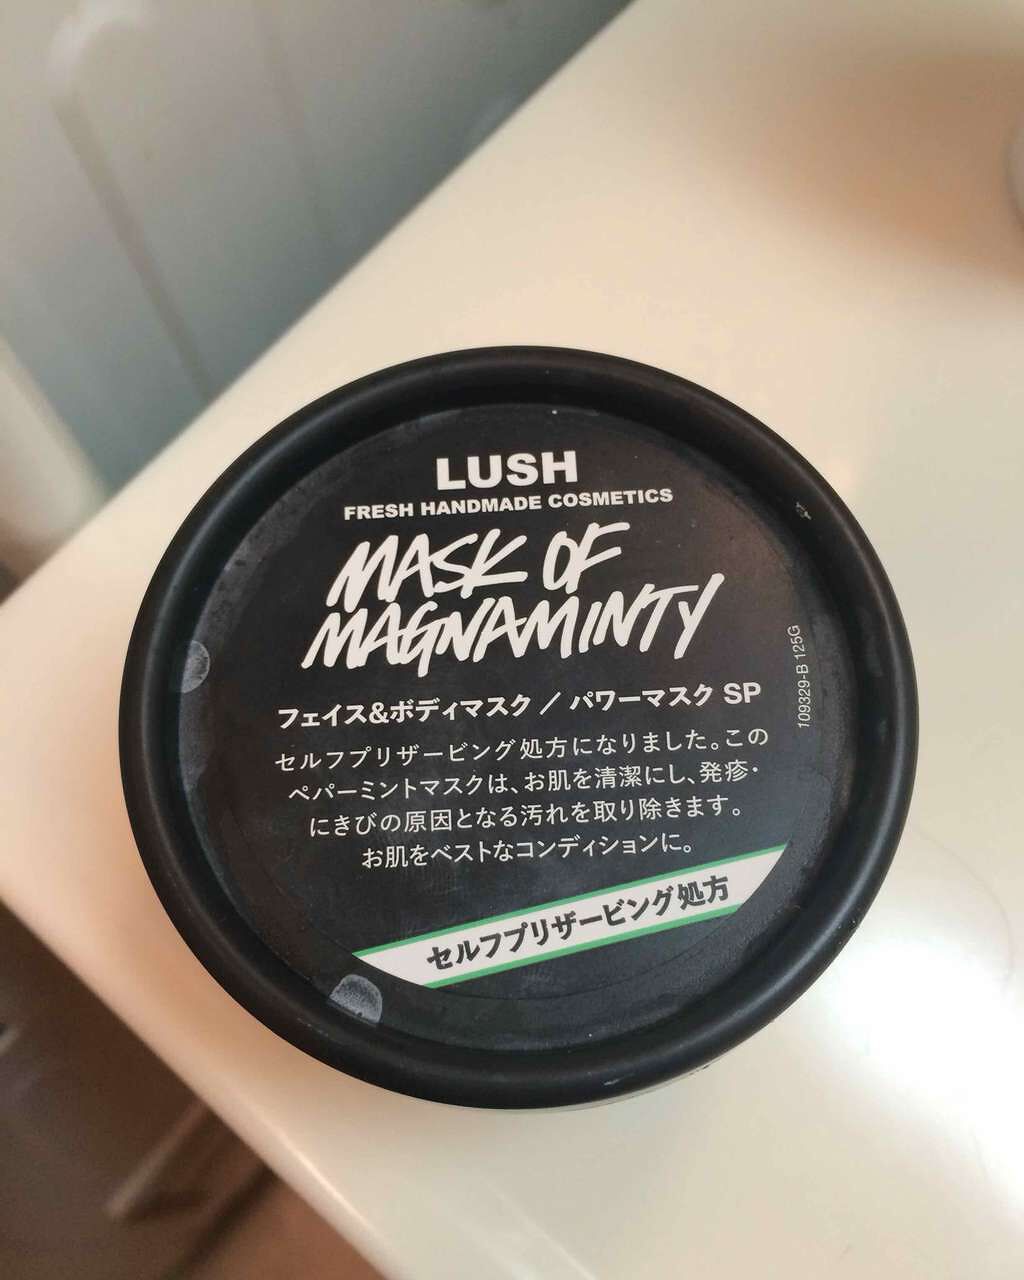 LUSH
FRESH HANDMADE COSMETICS
MASK OF
MAGNAMINTY
フェイス&ボディマスク / パワーマスク SP
セルフプリザービング処方になりました。この
ペパーミントマスクは、お肌を清潔にし、発疹・
にきびの原因となる汚れを取り除きます。
お肌をベストなコンディションに。
セルフプリザービング処方
109329-B 125G